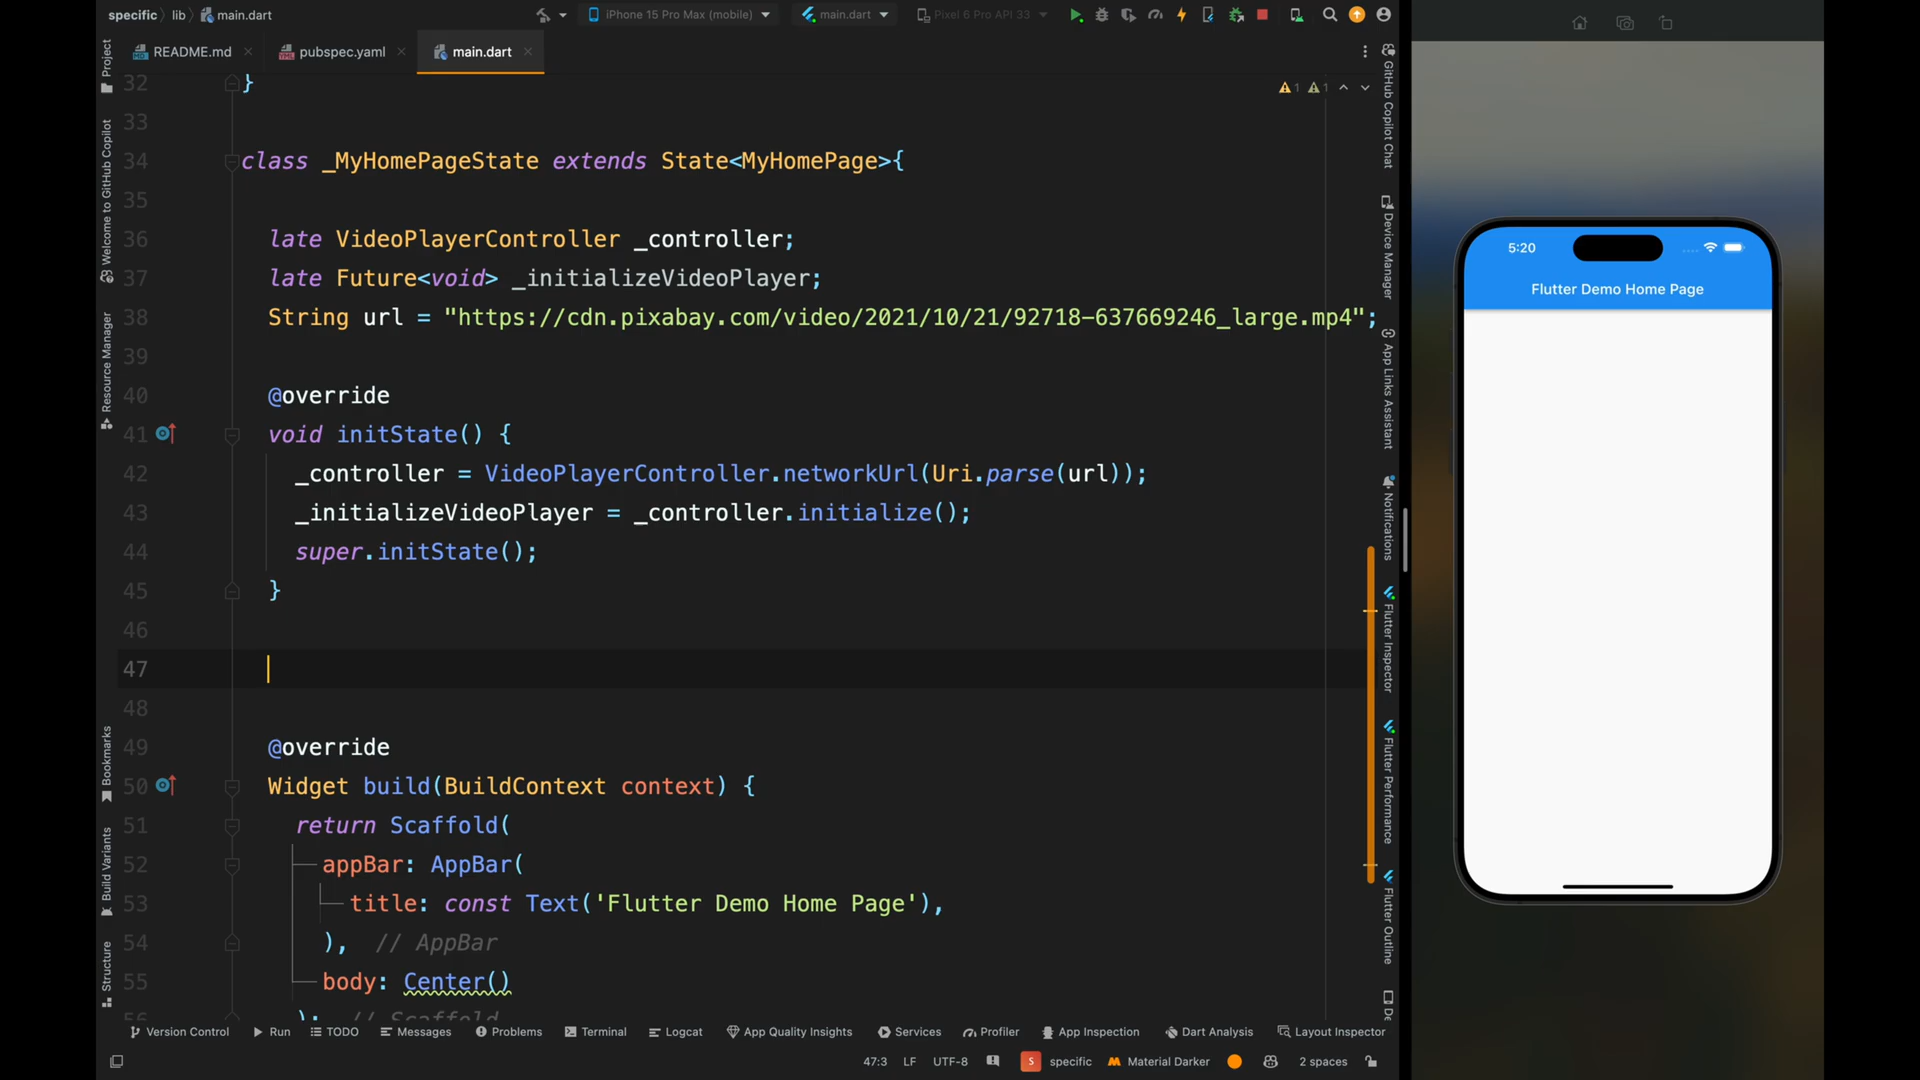 specific lib main.dart
iPhone 15 Pro Max (mobile) main.dart Pixel 6 Pro API 33
README.md pubspec.yaml main.dart
1 1
32 }
33
34 class _MyHomePageState extends State<MyHomePage>{
35
36 late VideoPlayerController _controller;
37 late Future<void> _initializeVideoPlayer;
38 String url = "https://cdn.pixabay.com/video/2021/10/21/92718-637669246_large.mp4";
39
40 @override
41 void initState() {
42 _controller = VideoPlayerController.networkUrl(Uri.parse(url));
43 _initializeVideoPlayer = _controller.initialize();
44 super.initState();
45 }
46
47
48
49 @override
50 Widget build(BuildContext context) {
51 return Scaffold(
52 appBar: AppBar(
53 title: const Text('Flutter Demo Home Page'),
54 ), // AppBar
55 body: Center()
56 ); // Scaffold
Project
Welcome to GitHub Copilot
Resource Manager
Bookmarks
Build Variants
Structure
GitHub Copilot Chat
Device Manager
App Links Assistant
Notifications
Flutter Inspector
Flutter Performance
Flutter Outline
Version Control Run TODO Messages Problems Terminal Logcat App Quality Insights Services Profiler App Inspection Dart Analysis Layout Inspector
47:3 LF UTF-8 S specific Material Darker 2 spaces
5:20
Flutter Demo Home Page